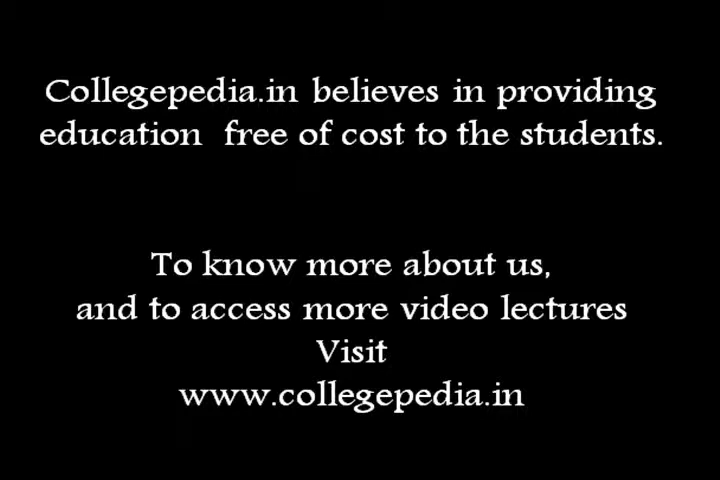 Collegepedia.in believes in providing
education  free of cost to the students.
To know more about us,
and to access more video lectures
Visit
www.collegepedia.in